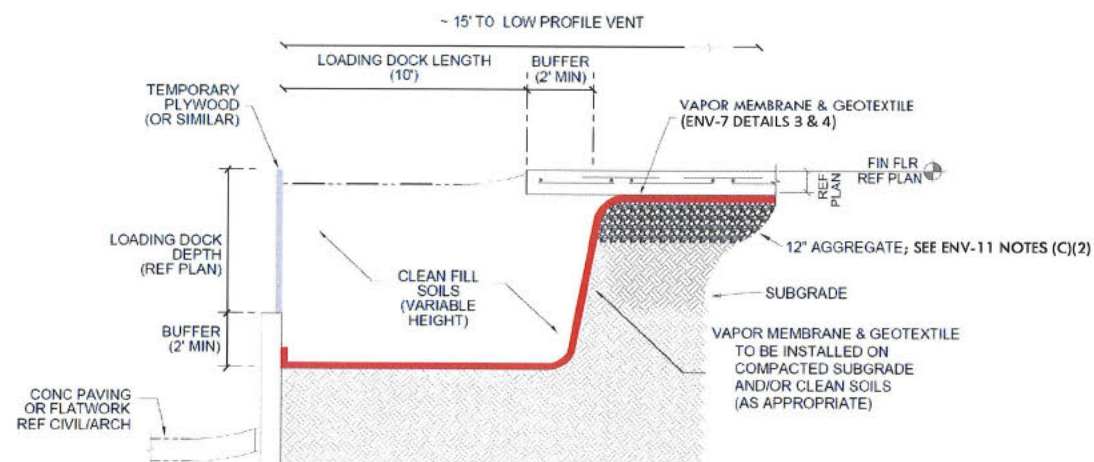 ~ 15' TO LOW PROFILE VENT
LOADING DOCK LENGTH
(10')
BUFFER
(2' MIN)
TEMPORARY
PLYWOOD
(OR SIMILAR)
VAPOR MEMBRANE & GEOTEXTILE
(ENV-7 DETAILS 3 & 4)
FIN FLR
REF PLAN
REF
PLAN
LOADING DOCK
DEPTH
(REF PLAN)
12" AGGREGATE; SEE ENV-11 NOTES (C)(2)
CLEAN FILL
SOILS
(VARIABLE
HEIGHT)
SUBGRADE
BUFFER
(2' MIN)
VAPOR MEMBRANE & GEOTEXTILE
TO BE INSTALLED ON
COMPACTED SUBGRADE
AND/OR CLEAN SOILS
(AS APPROPRIATE)
CONC PAVING
OR FLATWORK
REF CIVIL/ARCH